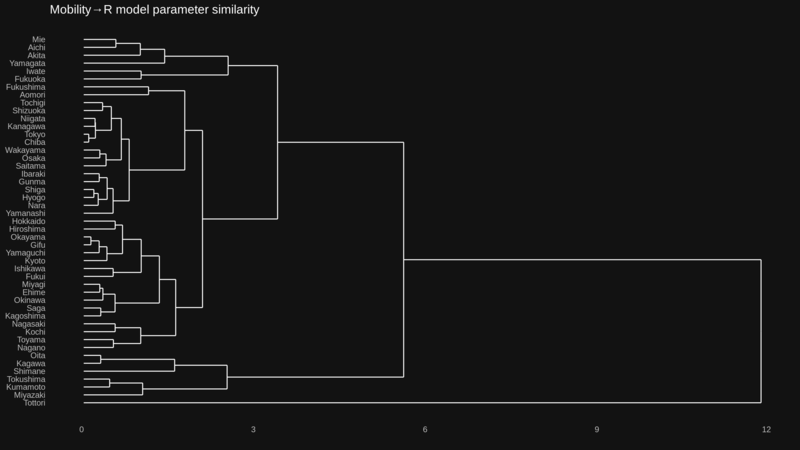 Mobility→R model parameter similarity
Mie
Aichi
Akita
Yamagata
Iwate
Fukuoka
Fukushima
Aomori
Tochigi
Shizuoka
Niigata
Kanagawa
Tokyo
Chiba
Wakayama
Osaka
Saitama
Ibaraki
Gunma
Shiga
Hyogo
Nara
Yamanashi
Hokkaido
Hiroshima
Okayama
Gifu
Yamaguchi
Kyoto
Ishikawa
Fukui
Miyagi
Ehime
Okinawa
Saga
Kagoshima
Nagasaki
Kochi
Toyama
Nagano
Oita
Kagawa
Shimane
Tokushima
Kumamoto
Miyazaki
Tottori
0 3 6 9 12